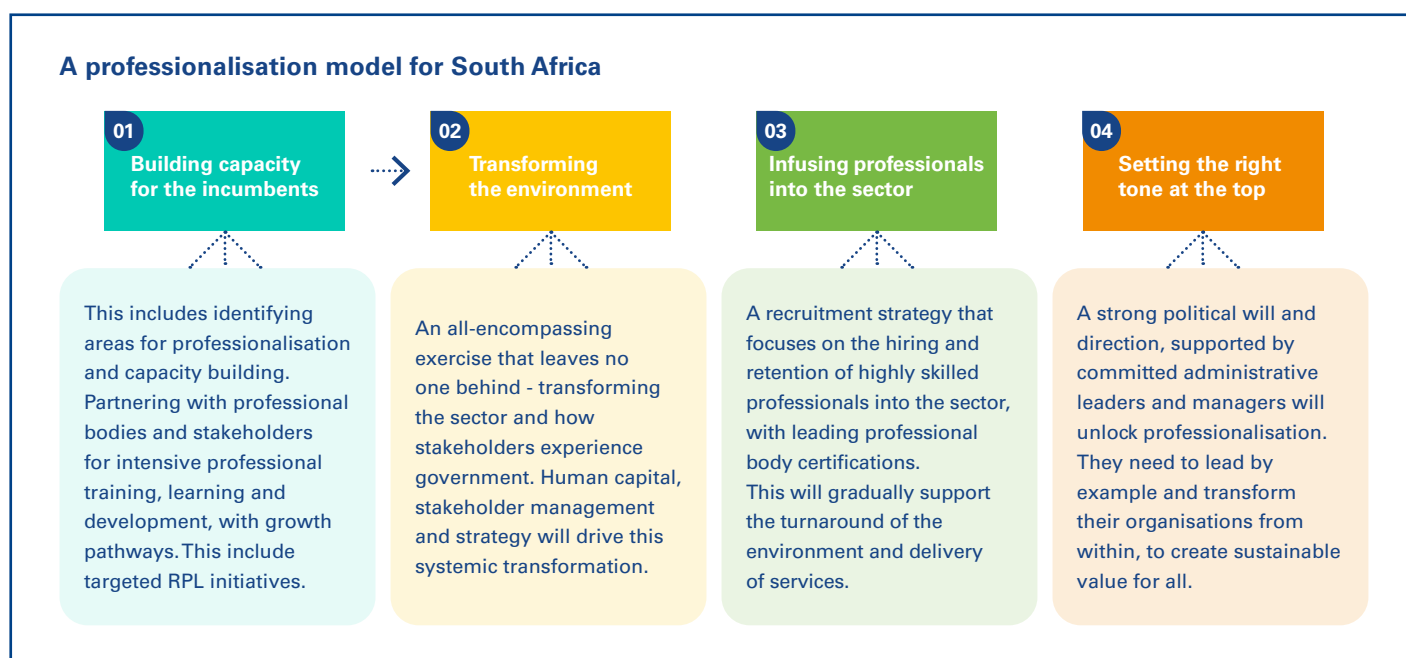 A professionalisation model for South Africa
01
Building capacity
for the incumbents
02
Transforming
the environment
03
Infusing professionals
into the sector
04
Setting the right
tone at the top
This includes identifying
areas for professionalisation
and capacity building.
Partnering with professional
bodies and stakeholders
for intensive professional
training, learning and
development, with growth
pathways. This include
targeted RPL initiatives.
An all-encompassing
exercise that leaves no
one behind - transforming
the sector and how
stakeholders experience
government. Human capital,
stakeholder management
and strategy will drive this
systemic transformation.
A recruitment strategy that
focuses on the hiring and
retention of highly skilled
professionals into the sector,
with leading professional
body certifications.
This will gradually support
the turnaround of the
environment and delivery
of services.
A strong political will and
direction, supported by
committed administrative
leaders and managers will
unlock professionalisation.
They need to lead by
example and transform
their organisations from
within, to create sustainable
value for all.